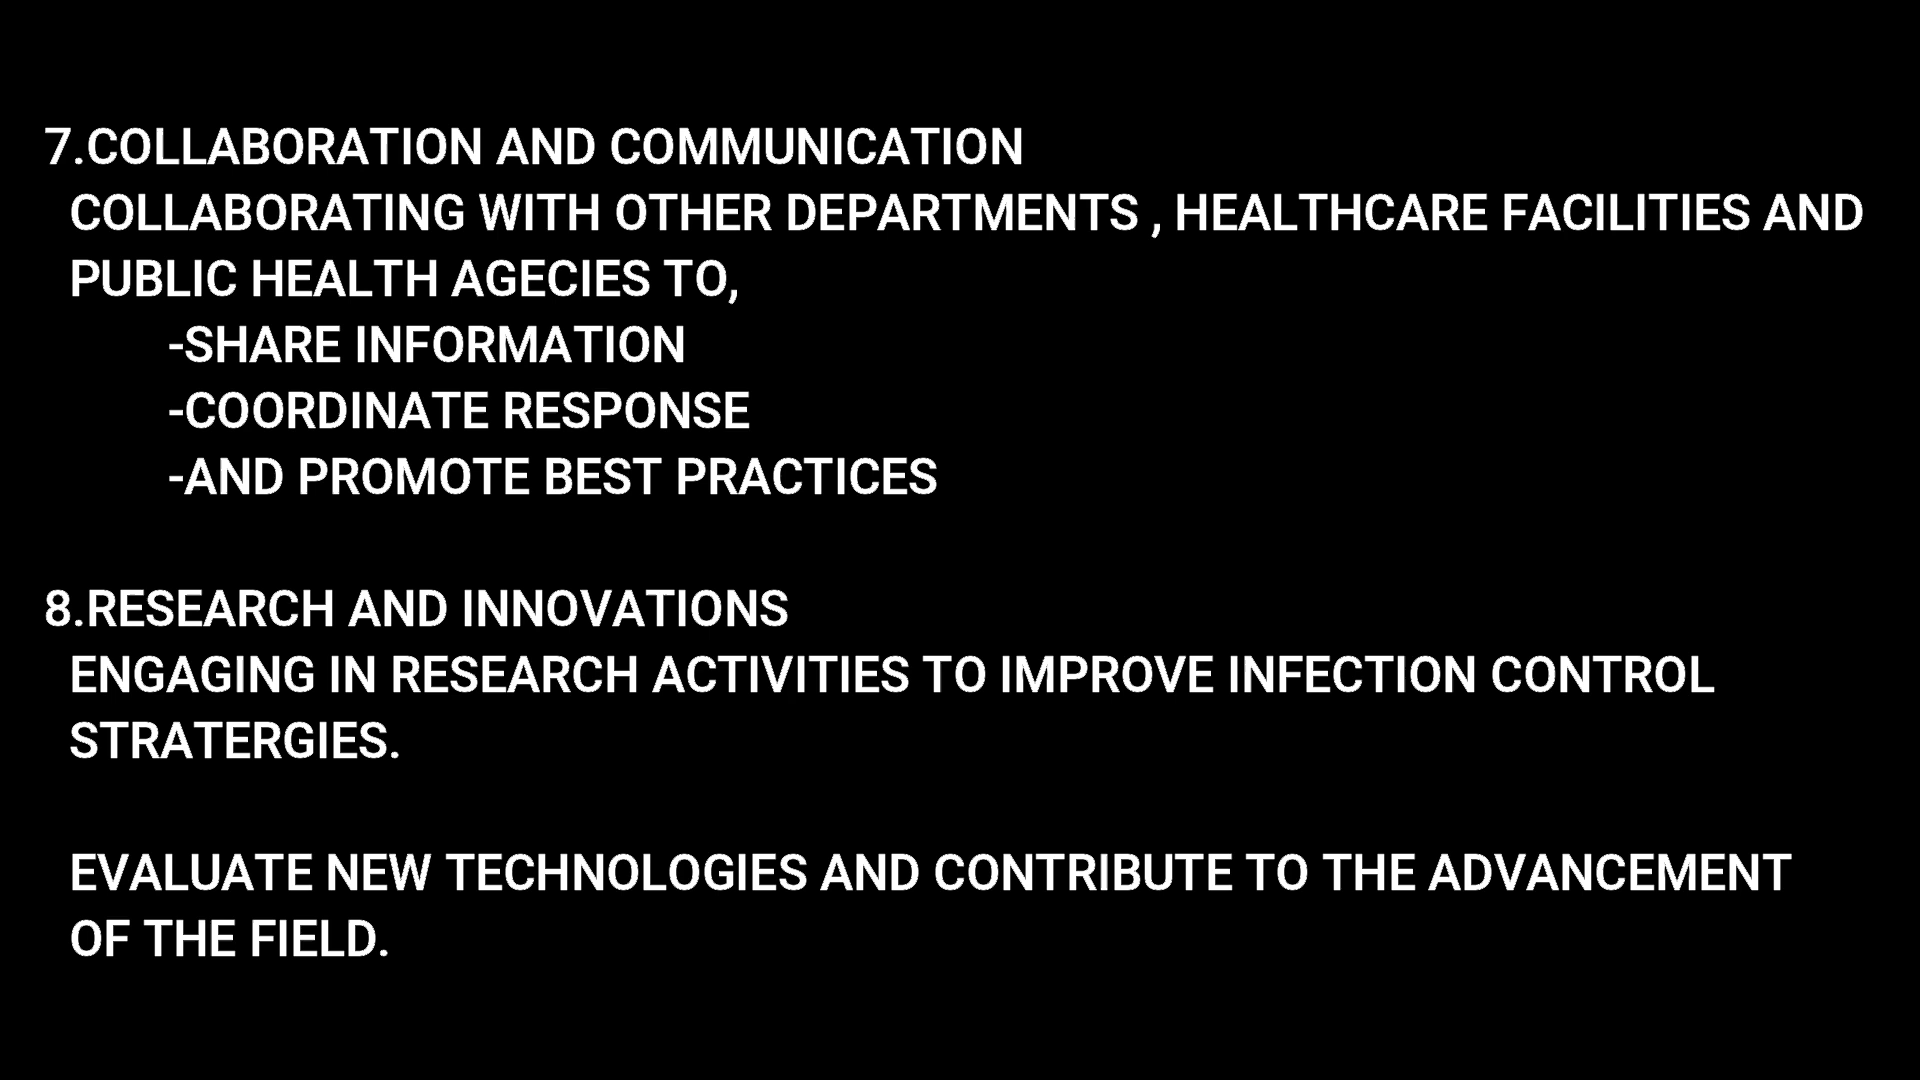 7.COLLABORATION AND COMMUNICATION
COLLABORATING WITH OTHER DEPARTMENTS , HEALTHCARE FACILITIES AND
PUBLIC HEALTH AGECIES TO,
-SHARE INFORMATION
-COORDINATE RESPONSE
-AND PROMOTE BEST PRACTICES
8.RESEARCH AND INNOVATIONS
ENGAGING IN RESEARCH ACTIVITIES TO IMPROVE INFECTION CONTROL
STRATERGIES.
EVALUATE NEW TECHNOLOGIES AND CONTRIBUTE TO THE ADVANCEMENT
OF THE FIELD.